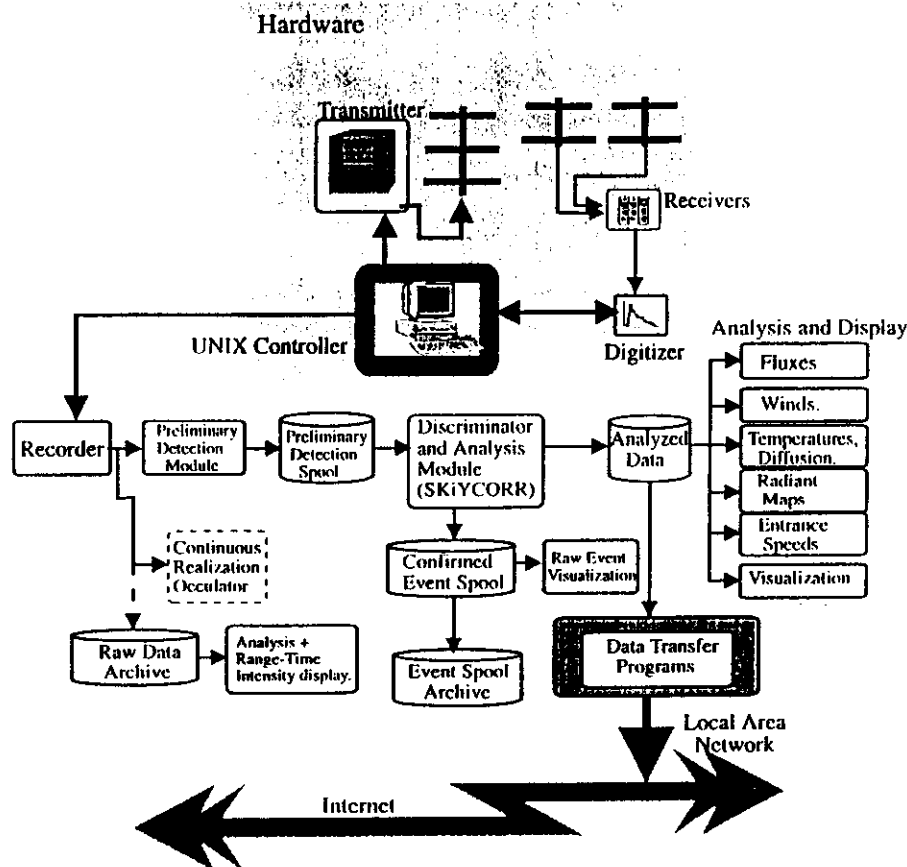 Hardware
Transmitter
Receivers
UNIX Controller
Digitizer
Analysis and Display
Fluxes
Winds.
Temperatures,
Diffusion.
Radiant
Maps
Entrance
Speeds
Visualization
Recorder
Preliminary
Detection
Module
Preliminary
Detection
Spool
Discriminator
and Analysis
Module
(SKiYCORR)
Analyzed
Data
Continuous
Realization
Occulator
Confirmed
Event Spool
Raw Event
Visualization
Raw Data
Archive
Analysis +
Range-Time
Intensity display.
Event Spool
Archive
Data Transfer
Programs
Local Area
Network
Internet